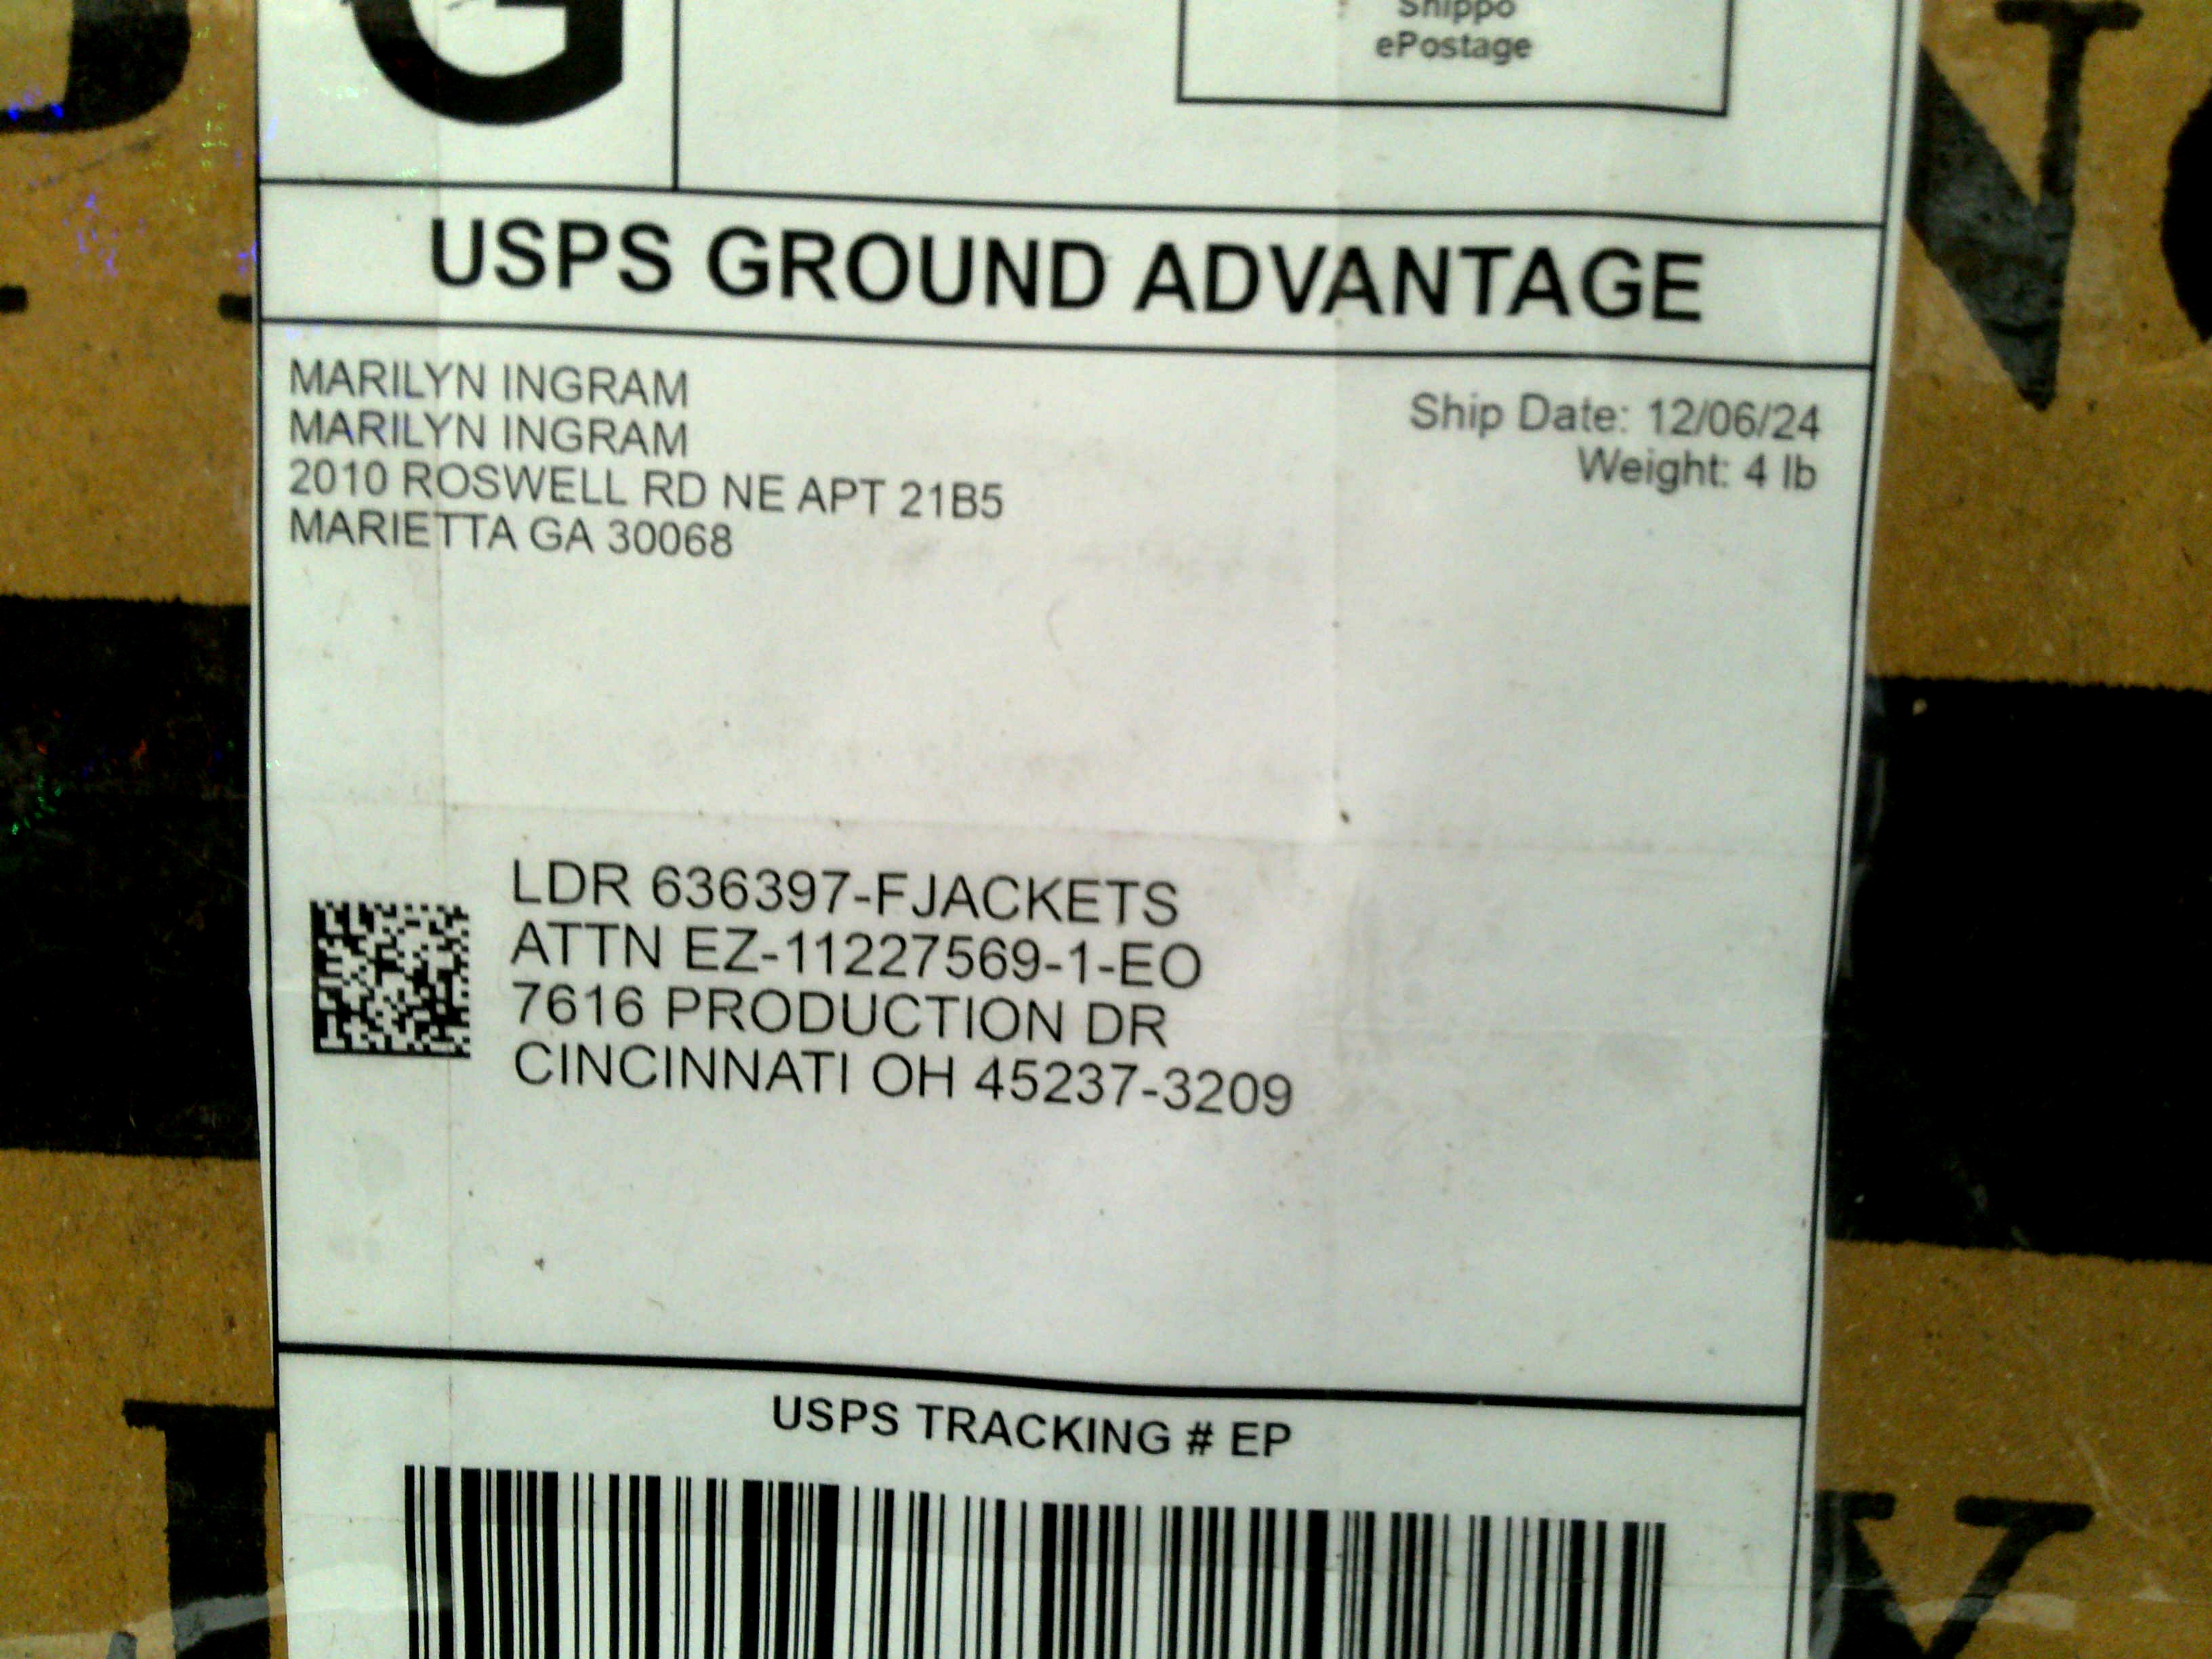 G
Shippo
ePostage
USPS GROUND ADVANTAGE
MARILYN INGRAM
MARILYN INGRAM
2010 ROSWELL RD NE APT 21B5
MARIETTA GA 30068
Ship Date: 12/06/24
Weight: 4 lb
LDR 636397-FJACKETS
ATTN EZ-11227569-1-EO
7616 PRODUCTION DR
CINCINNATI OH 45237-3209
USPS TRACKING # EP